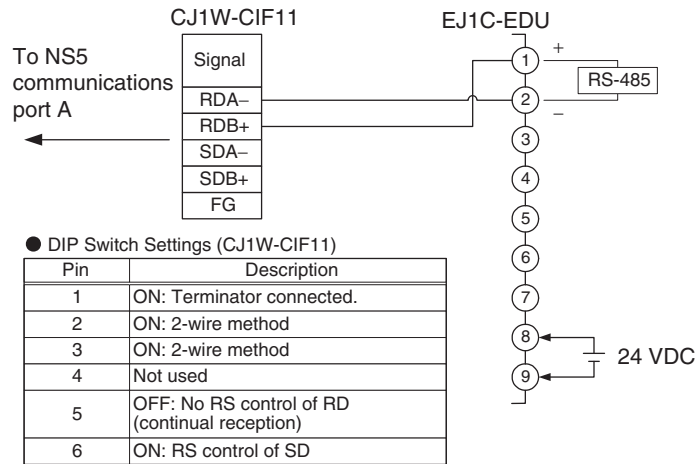 CJ1W-CIF11
EJ1C-EDU
To NS5
communications
port A
Signal
RDA−
RDB+
SDA−
SDB+
FG
+
RS-485
−
1
2
3
4
5
6
7
8
9
24 VDC
● DIP Switch Settings (CJ1W-CIF11)
Pin Description
1 ON: Terminator connected.
2 ON: 2-wire method
3 ON: 2-wire method
4 Not used
5 OFF: No RS control of RD
(continual reception)
6 ON: RS control of SD